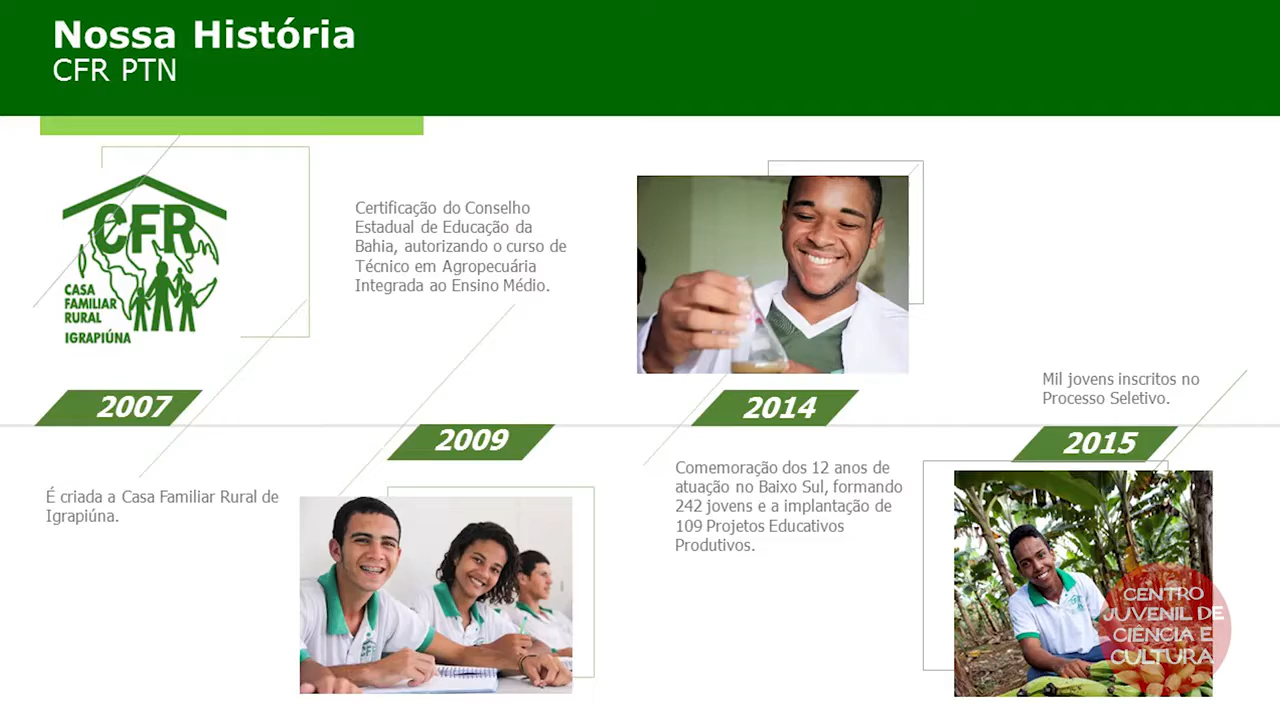 Nossa História
CFR PTN
CFR
CASA
FAMILIAR
RURAL
IGRAPIÚNA
2007
É criada a Casa Familiar Rural de
Igrapiúna.
Certificação do Conselho
Estadual de Educação da
Bahia, autorizando o curso de
Técnico em Agropecuária
Integrada ao Ensino Médio.
2009
2014
Comemoração dos 12 anos de
atuação no Baixo Sul, formando
242 jovens e a implantação de
109 Projetos Educativos
Produtivos.
Mil jovens inscritos no
Processo Seletivo.
2015
CENTRO
JUVENIL DE
CIÊNCIA E
CULTURA